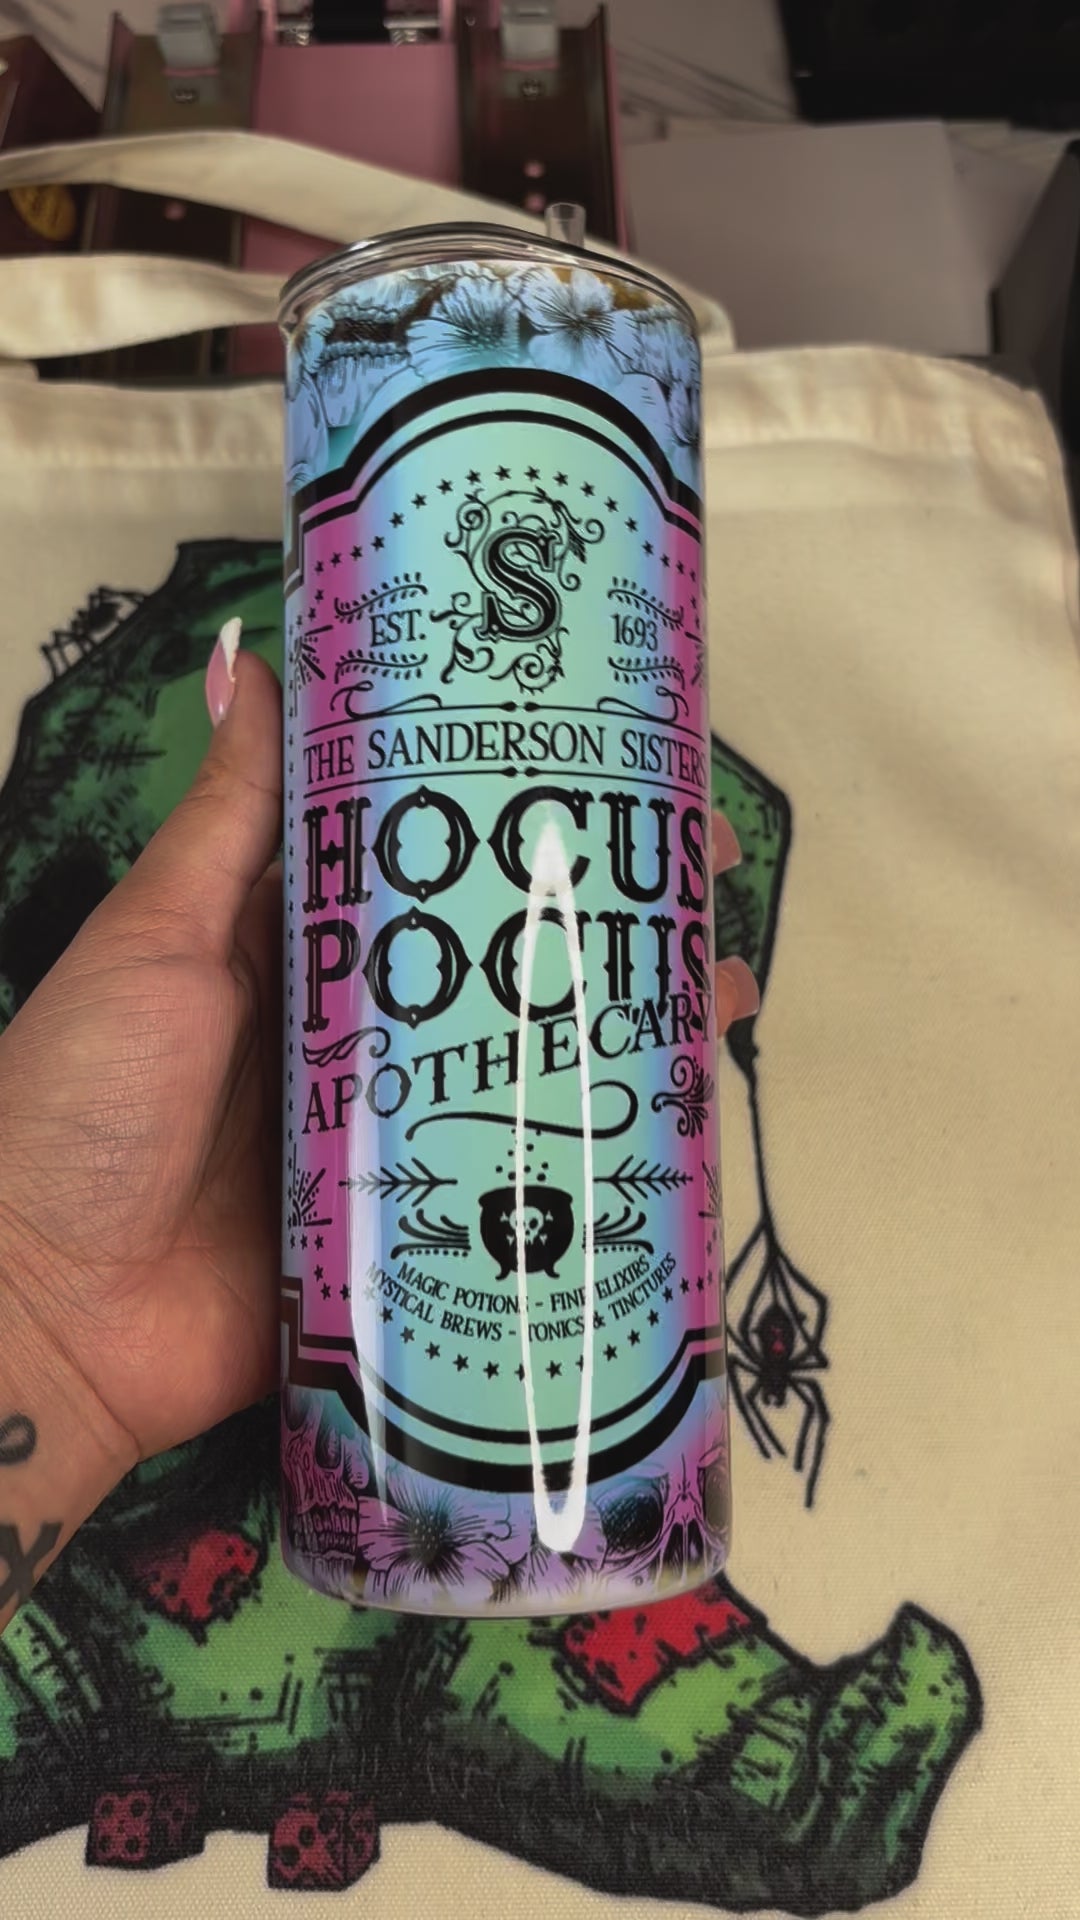 S
EST. 1693
THE SANDERSON SISTERS
HOCUS
POCUS
APOTHECARY
MAGIC POTIONS - FINE ELIXIRS
MYSTICAL BREWS - TONICS & TINCTURES